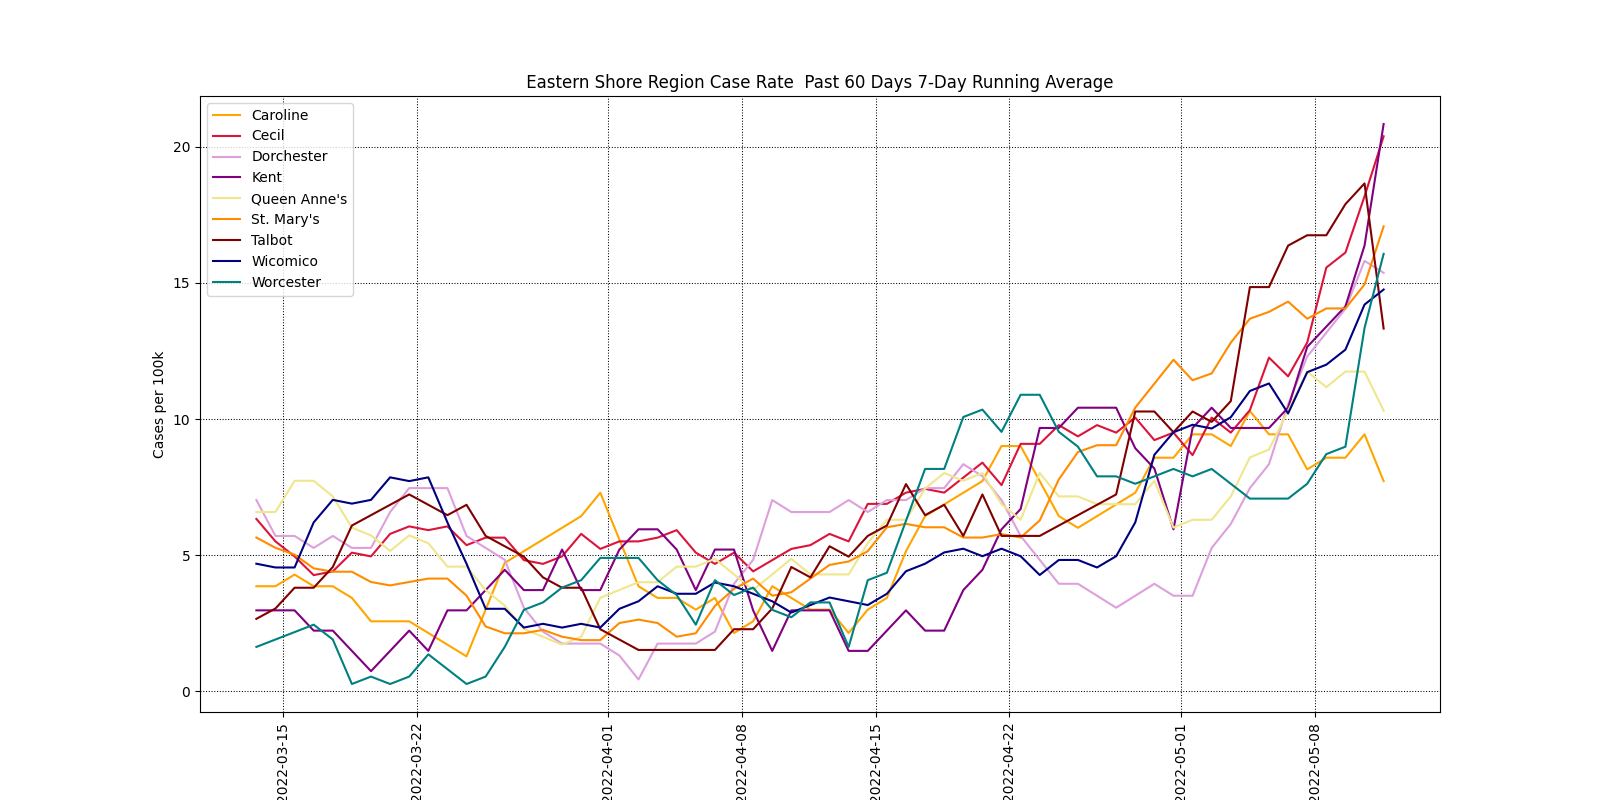 Eastern Shore Region Case Rate  Past 60 Days 7-Day Running Average
Caroline
Cecil
Dorchester
Kent
Queen Anne's
St. Mary's
Talbot
Wicomico
Worcester
Cases per 100k
20
15
10
5
0
2022-03-15
2022-03-22
2022-04-01
2022-04-08
2022-04-15
2022-04-22
2022-05-01
2022-05-08